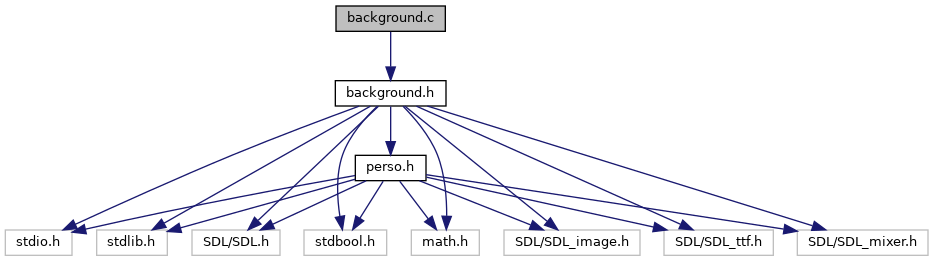 background.c
background.h
perso.h
stdio.h
stdlib.h
SDL/SDL.h
stdbool.h
math.h
SDL/SDL_image.h
SDL/SDL_ttf.h
SDL/SDL_mixer.h